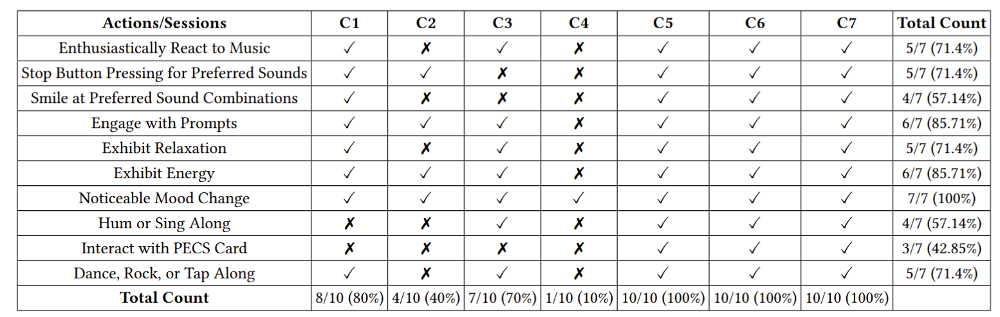 Actions/Sessions C1 C2 C3 C4 C5 C6 C7 Total Count
Enthusiastically React to Music ✓ ✗ ✓ ✗ ✓ ✓ ✓ 5/7 (71.4%)
Stop Button Pressing for Preferred Sounds ✓ ✓ ✗ ✗ ✓ ✓ ✓ 5/7 (71.4%)
Smile at Preferred Sound Combinations ✓ ✗ ✗ ✗ ✓ ✓ ✓ 4/7 (57.14%)
Engage with Prompts ✓ ✓ ✓ ✗ ✓ ✓ ✓ 6/7 (85.71%)
Exhibit Relaxation ✓ ✗ ✓ ✗ ✓ ✓ ✓ 5/7 (71.4%)
Exhibit Energy ✓ ✓ ✓ ✗ ✓ ✓ ✓ 6/7 (85.71%)
Noticeable Mood Change ✓ ✓ ✓ ✓ ✓ ✓ ✓ 7/7 (100%)
Hum or Sing Along ✗ ✗ ✓ ✗ ✓ ✓ ✓ 4/7 (57.14%)
Interact with PECS Card ✗ ✗ ✗ ✗ ✓ ✓ ✓ 3/7 (42.85%)
Dance, Rock, or Tap Along ✓ ✗ ✓ ✗ ✓ ✓ ✓ 5/7 (71.4%)
Total Count 8/10 (80%) 4/10 (40%) 7/10 (70%) 1/10 (10%) 10/10 (100%) 10/10 (100%) 10/10 (100%)